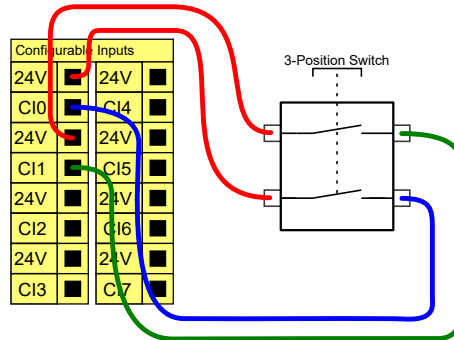 Configurable Inputs
3-Position Switch
24V 24V
CI0 CI4
24V 24V
CI1 CI5
24V 24V
CI2 CI6
24V 24V
CI3 CI7